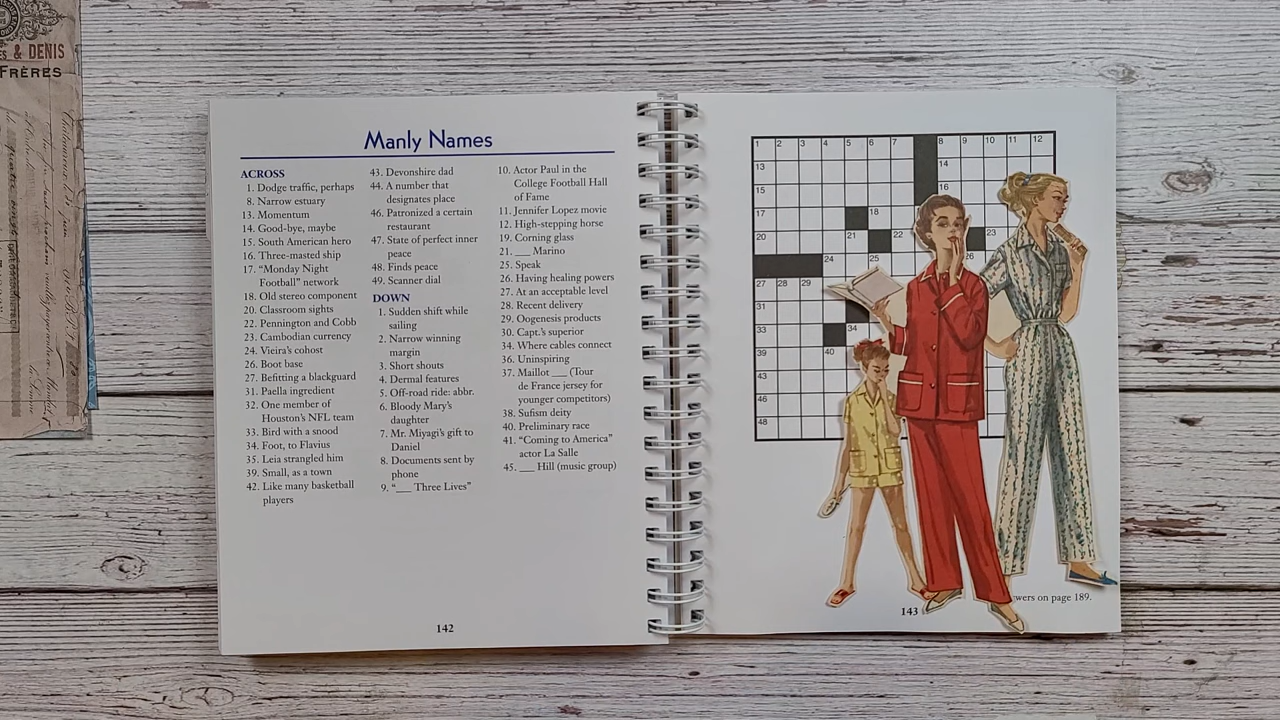 & DENIS
FRÈRES
Manly Names
ACROSS
1. Dodge traffic, perhaps
8. Narrow estuary
13. Momentum
14. Good-bye, maybe
15. South American hero
16. Three-masted ship
17. “Monday Night
Football” network
18. Old stereo component
20. Classroom sights
22. Pennington and Cobb
23. Cambodian currency
24. Vieira’s cohost
26. Boot base
27. Befitting a blackguard
31. Paella ingredient
32. One member of
Houston’s NFL team
33. Bird with a snood
34. Foot, to Flavius
35. Leia strangled him
39. Small, as a town
42. Like many basketball
players
43. Devonshire dad
44. A number that
designates place
46. Patronized a certain
restaurant
47. State of perfect inner
peace
48. Finds peace
49. Scanner dial
DOWN
1. Sudden shift while
sailing
2. Narrow winning
margin
3. Short shouts
4. Dermal features
5. Off-road ride: abbr.
6. Bloody Mary’s
daughter
7. Mr. Miyagi’s gift to
Daniel
8. Documents sent by
phone
9. “___ Three Lives”
10. Actor Paul in the
College Football Hall
of Fame
11. Jennifer Lopez movie
12. High-stepping horse
19. Corning glass
21. ___ Marino
25. Speak
26. Having healing powers
27. At an acceptable level
28. Recent delivery
29. Oogenesis products
30. Capt.’s superior
34. Where cables connect
36. Uninspiring
37. Maillot ___ (Tour
de France jersey for
younger competitors)
38. Sufism deity
40. Preliminary race
41. “Coming to America”
actor La Salle
45. ___ Hill (music group)
142
1 2 3 4 5 6 7 8 9 10 11 12
13 14
15 16
17 18
20 21 22 23
24 25 26
27 28 29
31
33 34
39 40
43
46
48
on page 189.
143